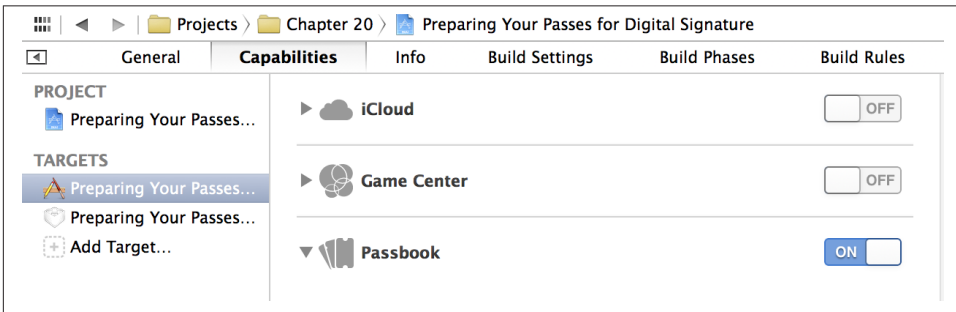 Projects Chapter 20 Preparing Your Passes for Digital Signature
General Capabilities Info Build Settings Build Phases Build Rules
PROJECT
Preparing Your Passes...
TARGETS
Preparing Your Passes...
Preparing Your Passes...
Add Target...
iCloud OFF
Game Center OFF
Passbook ON